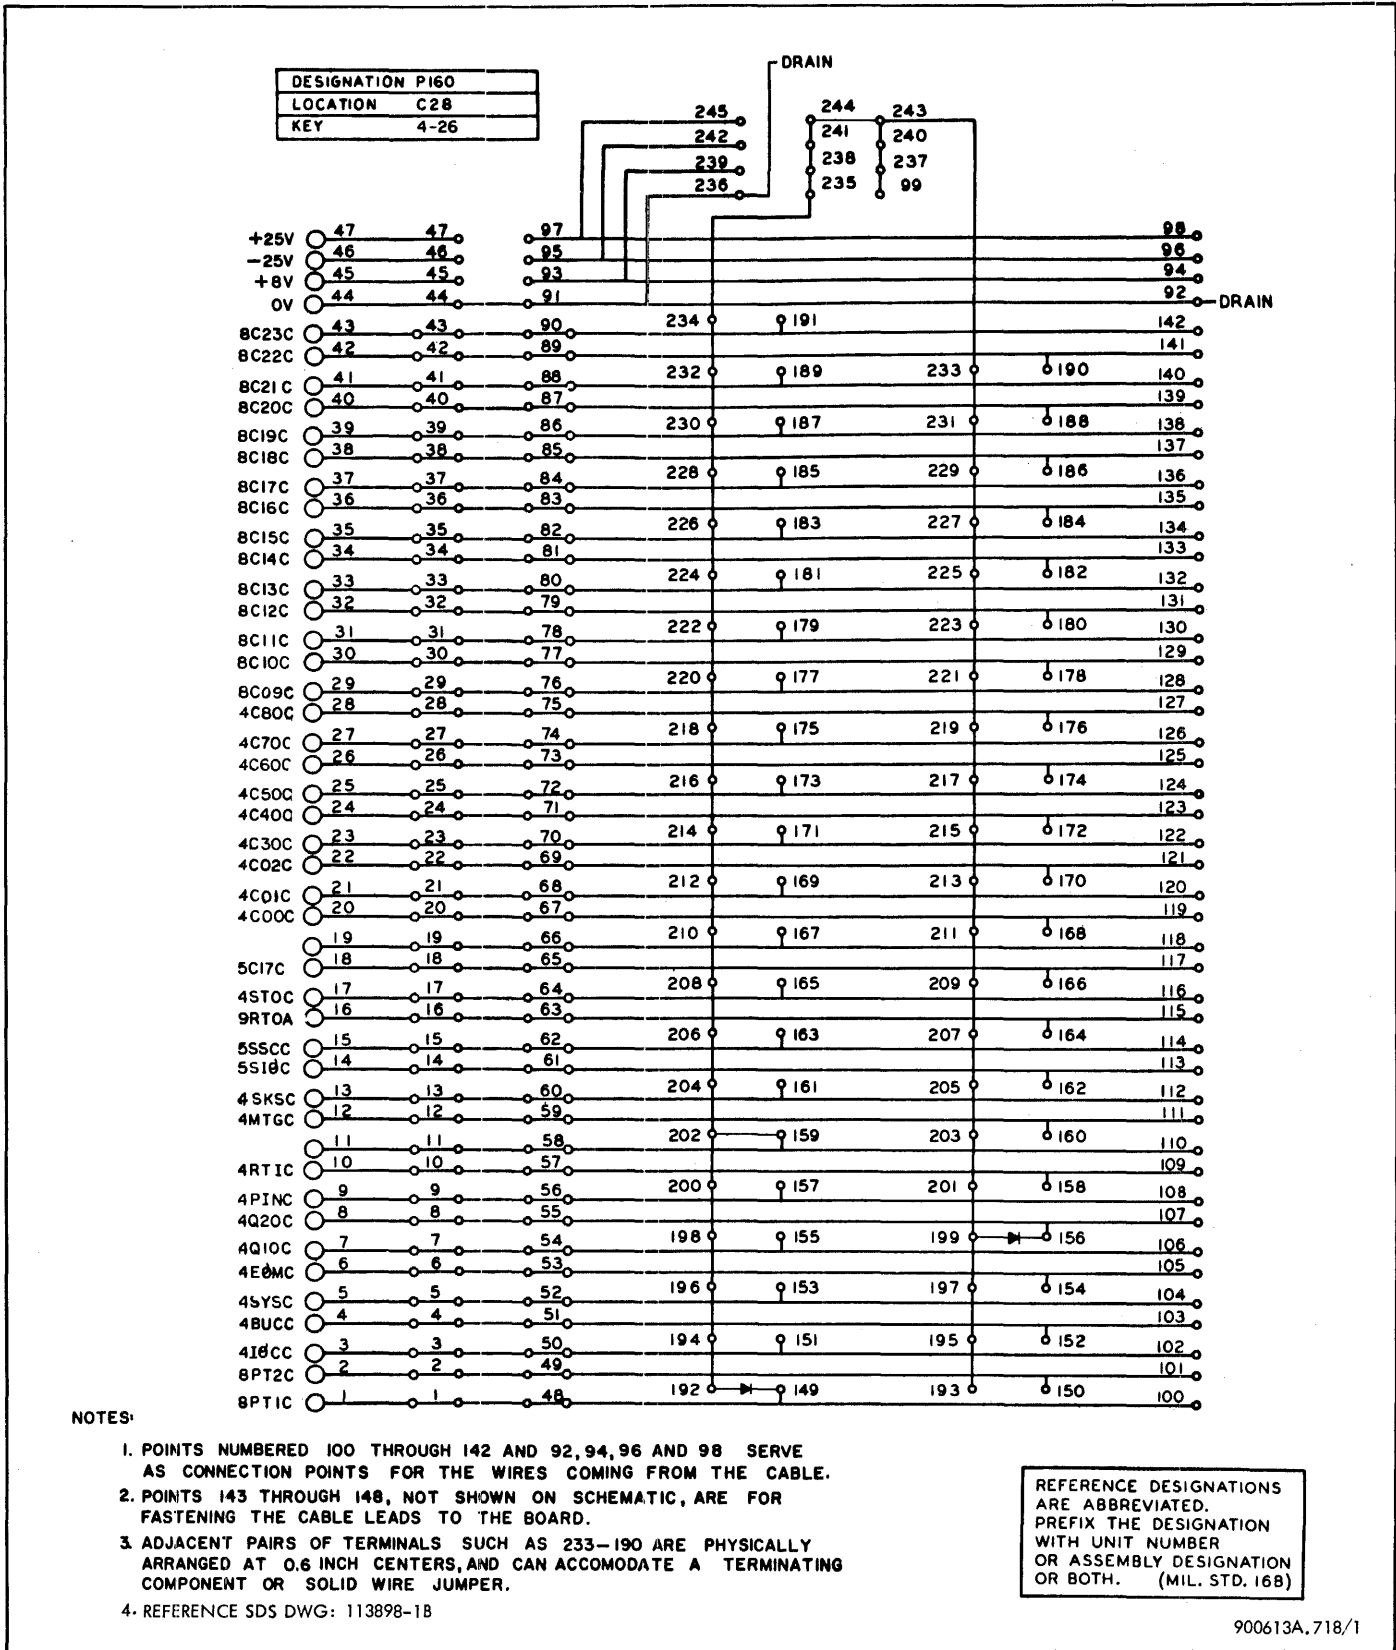 DESIGNATION P160
LOCATION C28
KEY 4-26
DRAIN
245 244 243
242 241 240
239 238 237
236 235 99
+25V 47 47 97 98
-25V 46 46 95 96
+8V 45 45 93 94
0V 44 44 91 92 DRAIN
8C23C 43 43 90 234 191 142
8C22C 42 42 89 141
8C21C 41 41 88 232 189 233 190 140
8C20C 40 40 87 139
8C19C 39 39 86 230 187 231 188 138
8C18C 38 38 85 137
8C17C 37 37 84 228 185 229 186 136
8C16C 36 36 83 135
8C15C 35 35 82 226 183 227 184 134
8C14C 34 34 81 133
8C13C 33 33 80 224 181 225 182 132
8C12C 32 32 79 131
8C11C 31 31 78 222 179 223 180 130
8C10C 30 30 77 129
8C09C 29 29 76 220 177 221 178 128
4C80C 28 28 75 127
4C70C 27 27 74 218 175 219 176 126
4C60C 26 26 73 125
4C50C 25 25 72 216 173 217 174 124
4C40C 24 24 71 123
4C30C 23 23 70 214 171 215 172 122
4C02C 22 22 69 121
4C01C 21 21 68 212 169 213 170 120
4C00C 20 20 67 119
19 19 66 210 167 211 168 118
5C17C 18 18 65 117
4ST0C 17 17 64 208 165 209 166 116
9RT0A 16 16 63 115
5SSCC 15 15 62 206 163 207 164 114
5SIØC 14 14 61 113
4SKSC 13 13 60 204 161 205 162 112
4MTGC 12 12 59 111
11 11 58 202 159 203 160 110
4RTIC 10 10 57 109
4PINC 9 9 56 200 157 201 158 108
4Q20C 8 8 55 107
4Q10C 7 7 54 198 155 199 156 106
4EØMC 6 6 53 105
4SYSC 5 5 52 196 153 197 154 104
4BUCC 4 4 51 103
4IØCC 3 3 50 194 151 195 152 102
8PT2C 2 2 49 101
8PT1C 1 1 48 192 149 193 150 100
NOTES:
1. POINTS NUMBERED 100 THROUGH 142 AND 92,94,96 AND 98 SERVE
AS CONNECTION POINTS FOR THE WIRES COMING FROM THE CABLE.
2. POINTS 143 THROUGH 148, NOT SHOWN ON SCHEMATIC, ARE FOR
FASTENING THE CABLE LEADS TO THE BOARD.
3. ADJACENT PAIRS OF TERMINALS SUCH AS 233-190 ARE PHYSICALLY
ARRANGED AT 0.6 INCH CENTERS, AND CAN ACCOMODATE A TERMINATING
COMPONENT OR SOLID WIRE JUMPER.
4. REFERENCE SDS DWG: 113898-1B
REFERENCE DESIGNATIONS
ARE ABBREVIATED.
PREFIX THE DESIGNATION
WITH UNIT NUMBER
OR ASSEMBLY DESIGNATION
OR BOTH. (MIL. STD. 16B)
900613A.718/1